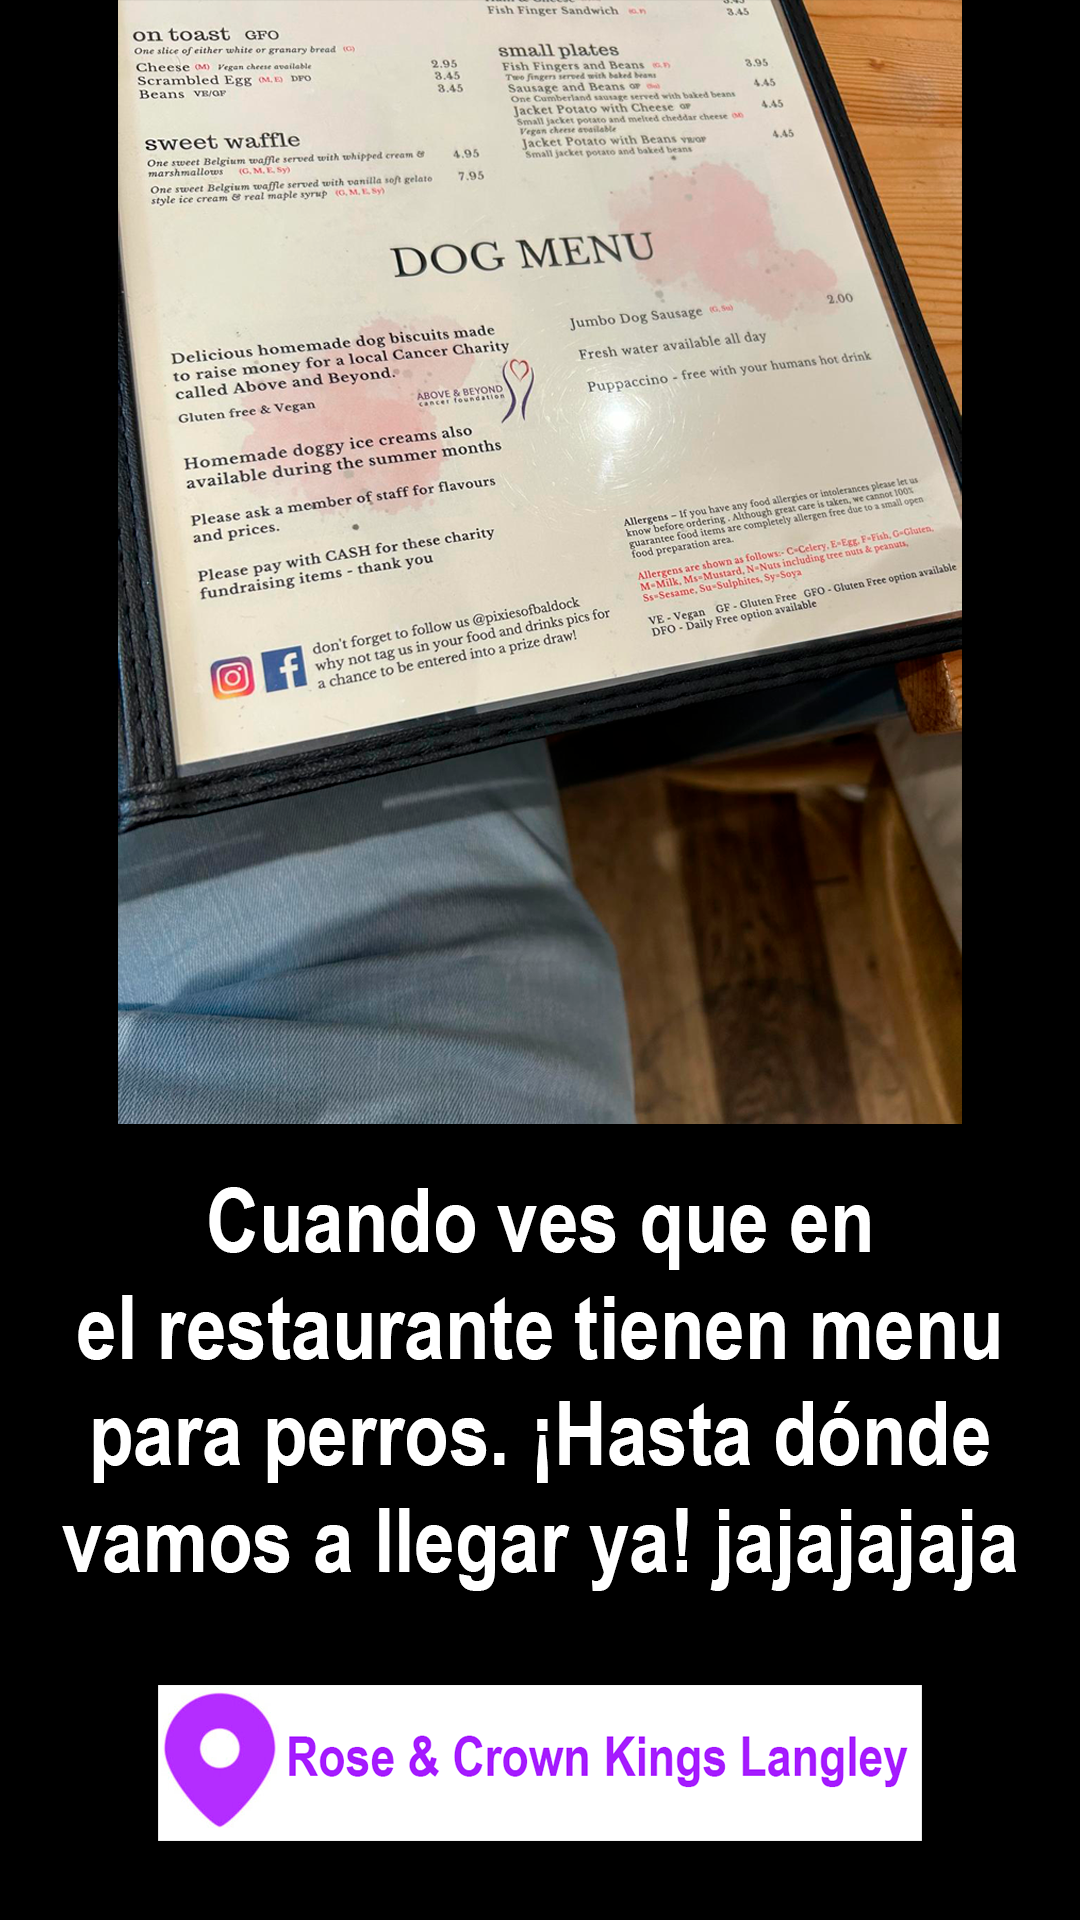 on toast GFO
One slice of either white or granary bread (G)
Cheese (M) Vegan cheese available 2.95
Scrambled Egg (M, E) DFO 3.45
Beans VE/GF 3.45
sweet waffle
One sweet Belgium waffle served with whipped cream & 4.95
marshmallows (G, M, E, Sy)
One sweet Belgium waffle served with vanilla soft gelato 7.95
style ice cream & real maple syrup (G, M, E, Sy)
3.45
Fish Finger Sandwich (G, F) 3.45
small plates
Fish Fingers and Beans (G, F) 3.95
Two fingers served with baked beans
Sausage and Beans GF (Su) 4.45
One Cumberland sausage served with baked beans
Jacket Potato with Cheese GF 4.45
Small jacket potato and melted cheddar cheese (M)
Vegan cheese available
Jacket Potato with Beans VE/GF 4.45
Small jacket potato and baked beans
DOG MENU
Delicious homemade dog biscuits made
to raise money for a local Cancer Charity
called Above and Beyond.
Gluten free & Vegan
ABOVE & BEYOND
cancer foundation
Homemade doggy ice creams also
available during the summer months
Please ask a member of staff for flavours
and prices.
Please pay with CASH for these charity
fundraising items - thank you
Jumbo Dog Sausage (G, Su) 2.00
Fresh water available all day
Puppaccino - free with your humans hot drink
Allergens – If you have any food allergies or intolerances please let us
know before ordering . Although great care is taken, we cannot 100%
guarantee food items are completely allergen free due to a small open
food preparation area.
Allergens are shown as follows:- C=Celery, E=Egg, F=Fish, G=Gluten,
M=Milk, Ms=Mustard, N=Nuts including tree nuts & peanuts,
Ss=Sesame, Su=Sulphites, Sy=Soya
VE - Vegan GF - Gluten Free GFO - Gluten Free option available
DFO - Daily Free option available
don't forget to follow us @pixiesofbaldock
why not tag us in your food and drinks pics for
a chance to be entered into a prize draw!
Cuando ves que en
el restaurante tienen menu
para perros. ¡Hasta dónde
vamos a llegar ya! jajajajaja
Rose & Crown Kings Langley